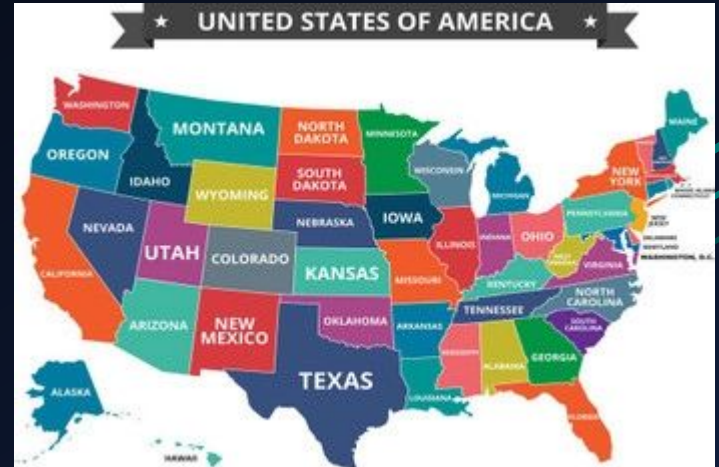 ★ UNITED STATES OF AMERICA ★
WASHINGTON
MONTANA
NORTH
DAKOTA
MINNESOTA
MAINE
OREGON
IDAHO
SOUTH
DAKOTA
WISCONSIN
MICHIGAN
NEW
YORK
WYOMING
IOWA
NEBRASKA
PENNSYLVANIA
NEW
JERSEY
NEVADA
UTAH
COLORADO
ILLINOIS
INDIANA
OHIO
DELAWARE
MARYLAND
WASHINGTON, D.C.
CALIFORNIA
KANSAS
MISSOURI
KENTUCKY
VIRGINIA
ARIZONA
NEW
MEXICO
OKLAHOMA
ARKANSAS
TENNESSEE
NORTH
CAROLINA
SOUTH
CAROLINA
TEXAS
LOUISIANA
MISSISSIPPI
ALABAMA
GEORGIA
FLORIDA
ALASKA
HAWAII